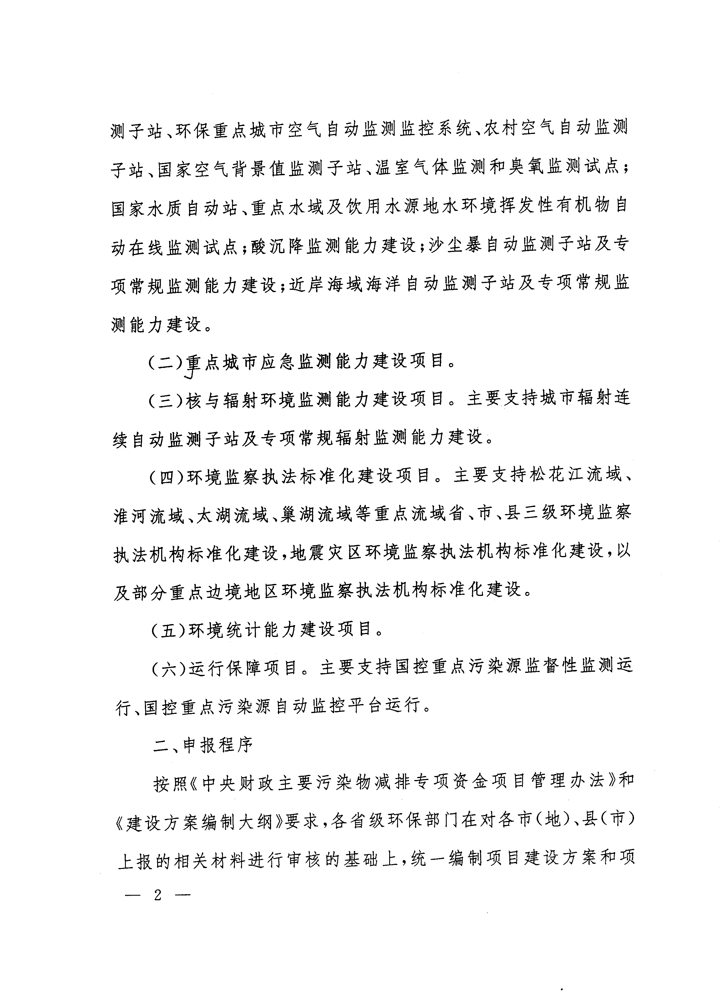 测子站、环保重点城市空气自动监测监控系统、农村空气自动监测
子站、国家空气背景值监测子站、温室气体监测和臭氧监测试点；
国家水质自动站、重点水域及饮用水源地水环境挥发性有机物自
动在线监测试点；酸沉降监测能力建设；沙尘暴自动监测子站及专
项常规监测能力建设；近岸海域海洋自动监测子站及专项常规监
测能力建设。
（二）重点城市应急监测能力建设项目。
（三）核与辐射环境监测能力建设项目。主要支持城市辐射连
续自动监测子站及专项常规辐射监测能力建设。
（四）环境监察执法标准化建设项目。主要支持松花江流域、
淮河流域、太湖流域、巢湖流域等重点流域省、市、县三级环境监察
执法机构标准化建设，地震灾区环境监察执法机构标准化建设，以
及部分重点边境地区环境监察执法机构标准化建设。
（五）环境统计能力建设项目。
（六）运行保障项目。主要支持国控重点污染源监督性监测运
行、国控重点污染源自动监控平台运行。
二、申报程序
按照《中央财政主要污染物减排专项资金项目管理办法》和
《建设方案编制大纲》要求，各省级环保部门在对各市（地）、县（市）
上报的相关材料进行审核的基础上，统一编制项目建设方案和项
— 2 —